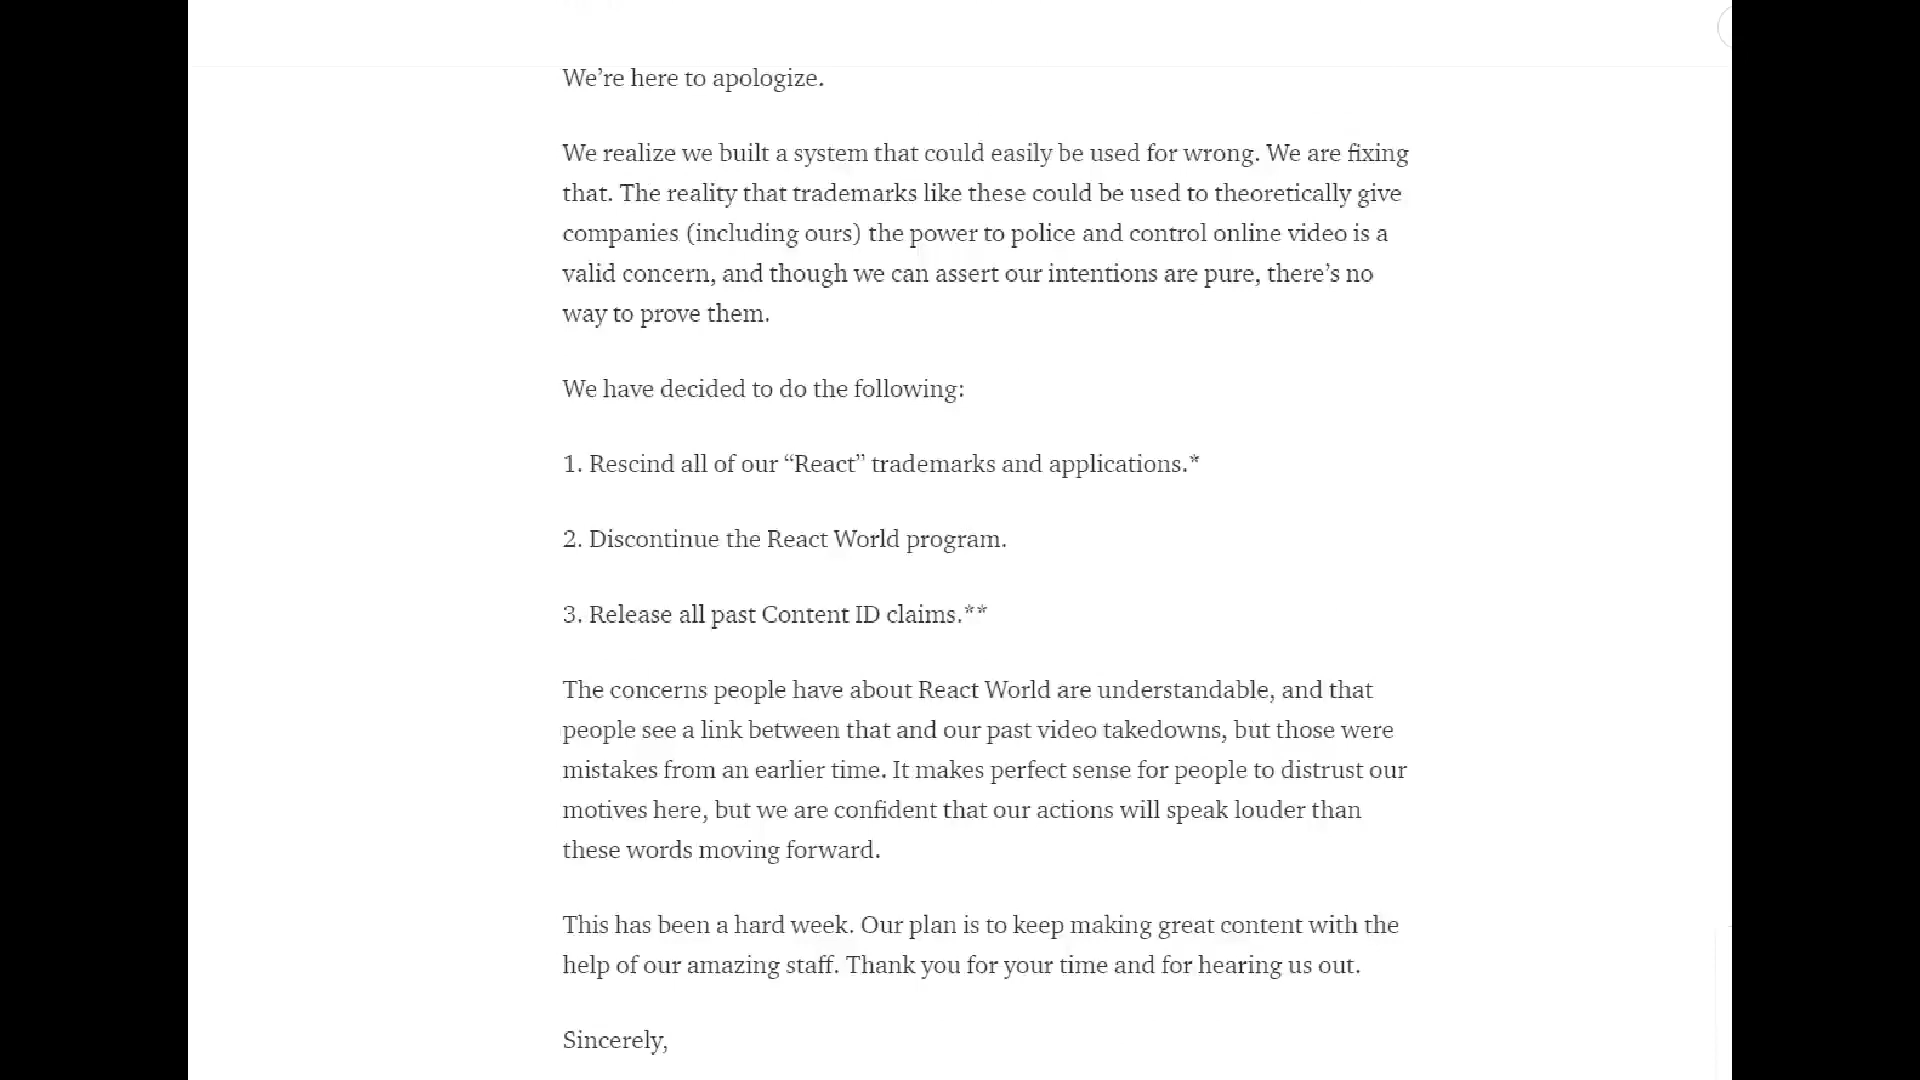 We’re here to apologize.
We realize we built a system that could easily be used for wrong. We are fixing
that. The reality that trademarks like these could be used to theoretically give
companies (including ours) the power to police and control online video is a
valid concern, and though we can assert our intentions are pure, there’s no
way to prove them.
We have decided to do the following:
1. Rescind all of our “React” trademarks and applications.*
2. Discontinue the React World program.
3. Release all past Content ID claims.**
The concerns people have about React World are understandable, and that
people see a link between that and our past video takedowns, but those were
mistakes from an earlier time. It makes perfect sense for people to distrust our
motives here, but we are confident that our actions will speak louder than
these words moving forward.
This has been a hard week. Our plan is to keep making great content with the
help of our amazing staff. Thank you for your time and for hearing us out.
Sincerely,